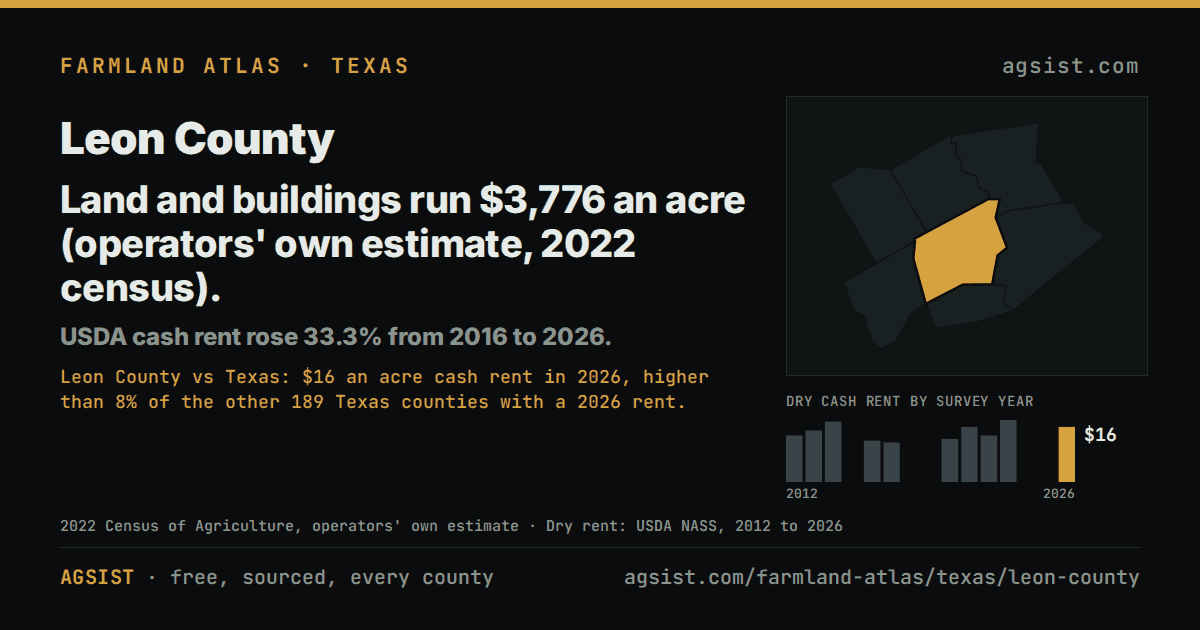 FARMLAND ATLAS · TEXAS
agsist.com
Leon County
Land and buildings run $3,776 an acre
(operators' own estimate, 2022
census).
USDA cash rent rose 33.3% from 2016 to 2026.
Leon County vs Texas: $16 an acre cash rent in 2026, higher
than 8% of the other 189 Texas counties with a 2026 rent.
DRY CASH RENT BY SURVEY YEAR
$16
2012
2026
2022 Census of Agriculture, operators' own estimate · Dry rent: USDA NASS, 2012 to 2026
AGSIST · free, sourced, every county
agsist.com/farmland-atlas/texas/leon-county